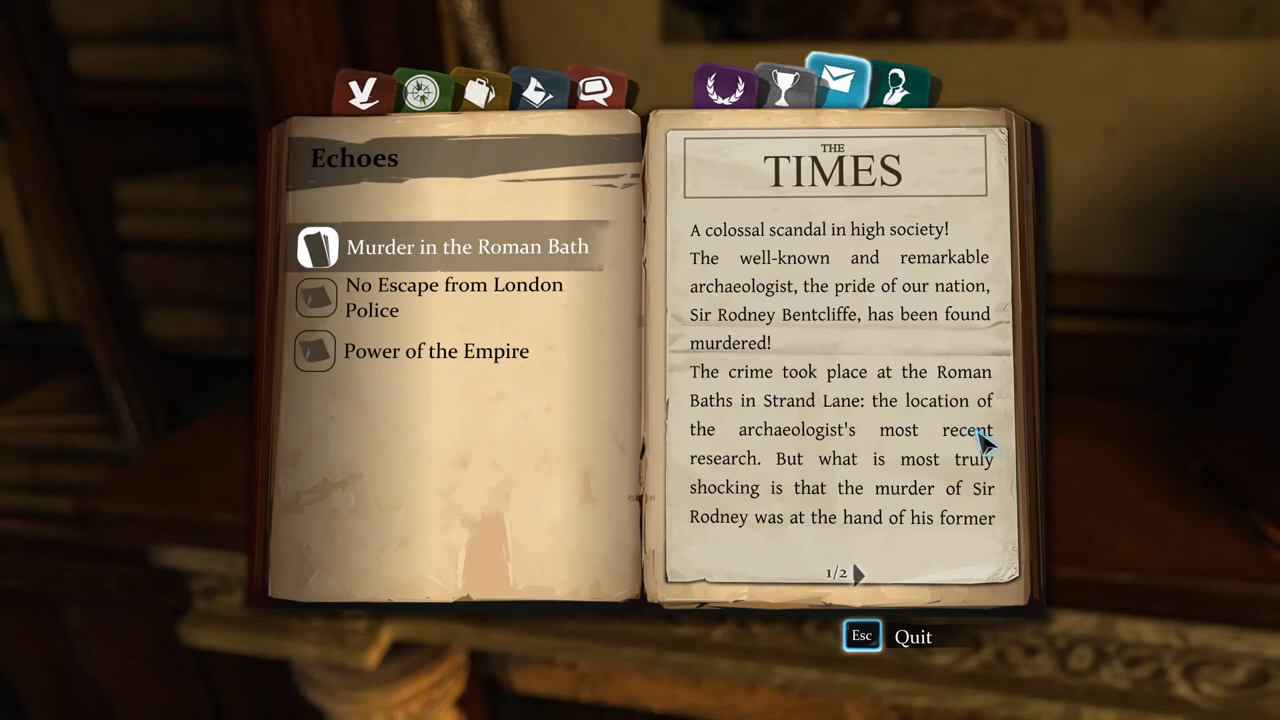 Echoes
Murder in the Roman Bath
No Escape from London
Police
Power of the Empire
THE
TIMES
A colossal scandal in high society!
The well-known and remarkable
archaeologist, the pride of our nation,
Sir Rodney Bentcliffe, has been found
murdered!
The crime took place at the Roman
Baths in Strand Lane: the location of
the archaeologist's most recent
research. But what is most truly
shocking is that the murder of Sir
Rodney was at the hand of his former
1/2
Esc Quit